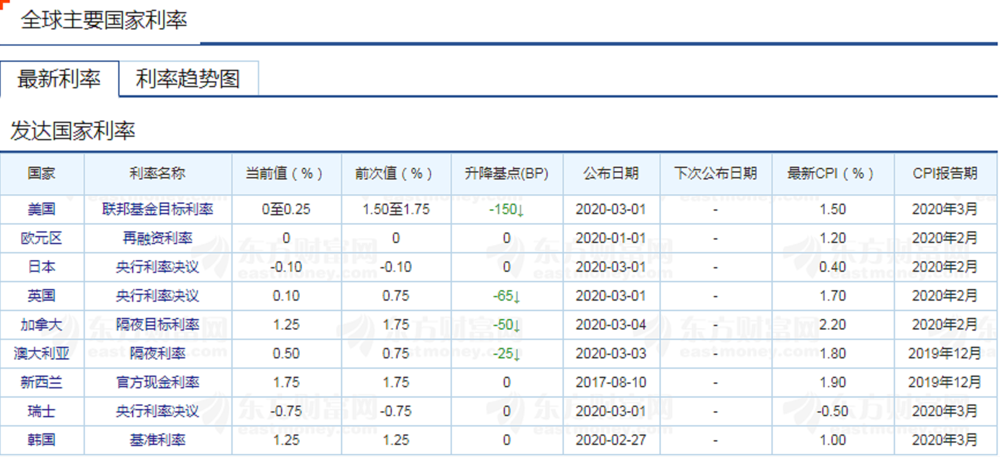 全球主要国家利率
最新利率 利率趋势图
发达国家利率
国家 利率名称 当前值（%） 前次值（%） 升降基点(BP) 公布日期 下次公布日期 最新CPI（%） CPI报告期
美国 联邦基金目标利率 0至0.25 1.50至1.75 -150↓ 2020-03-01 - 1.50 2020年3月
欧元区 再融资利率 0 0 0 2020-01-01 - 1.20 2020年2月
日本 央行利率决议 -0.10 -0.10 0 2020-03-01 - 0.40 2020年2月
英国 央行利率决议 0.10 0.75 -65↓ 2020-03-01 - 1.70 2020年2月
加拿大 隔夜目标利率 1.25 1.75 -50↓ 2020-03-04 - 2.20 2020年2月
澳大利亚 隔夜利率 0.50 0.75 -25↓ 2020-03-03 - 1.80 2019年12月
新西兰 官方现金利率 1.75 1.75 0 2017-08-10 - 1.90 2019年12月
瑞士 央行利率决议 -0.75 -0.75 0 2020-03-01 - -0.50 2020年3月
韩国 基准利率 1.25 1.25 0 2020-02-27 - 1.00 2020年3月
东方财富网
eastmoney.com